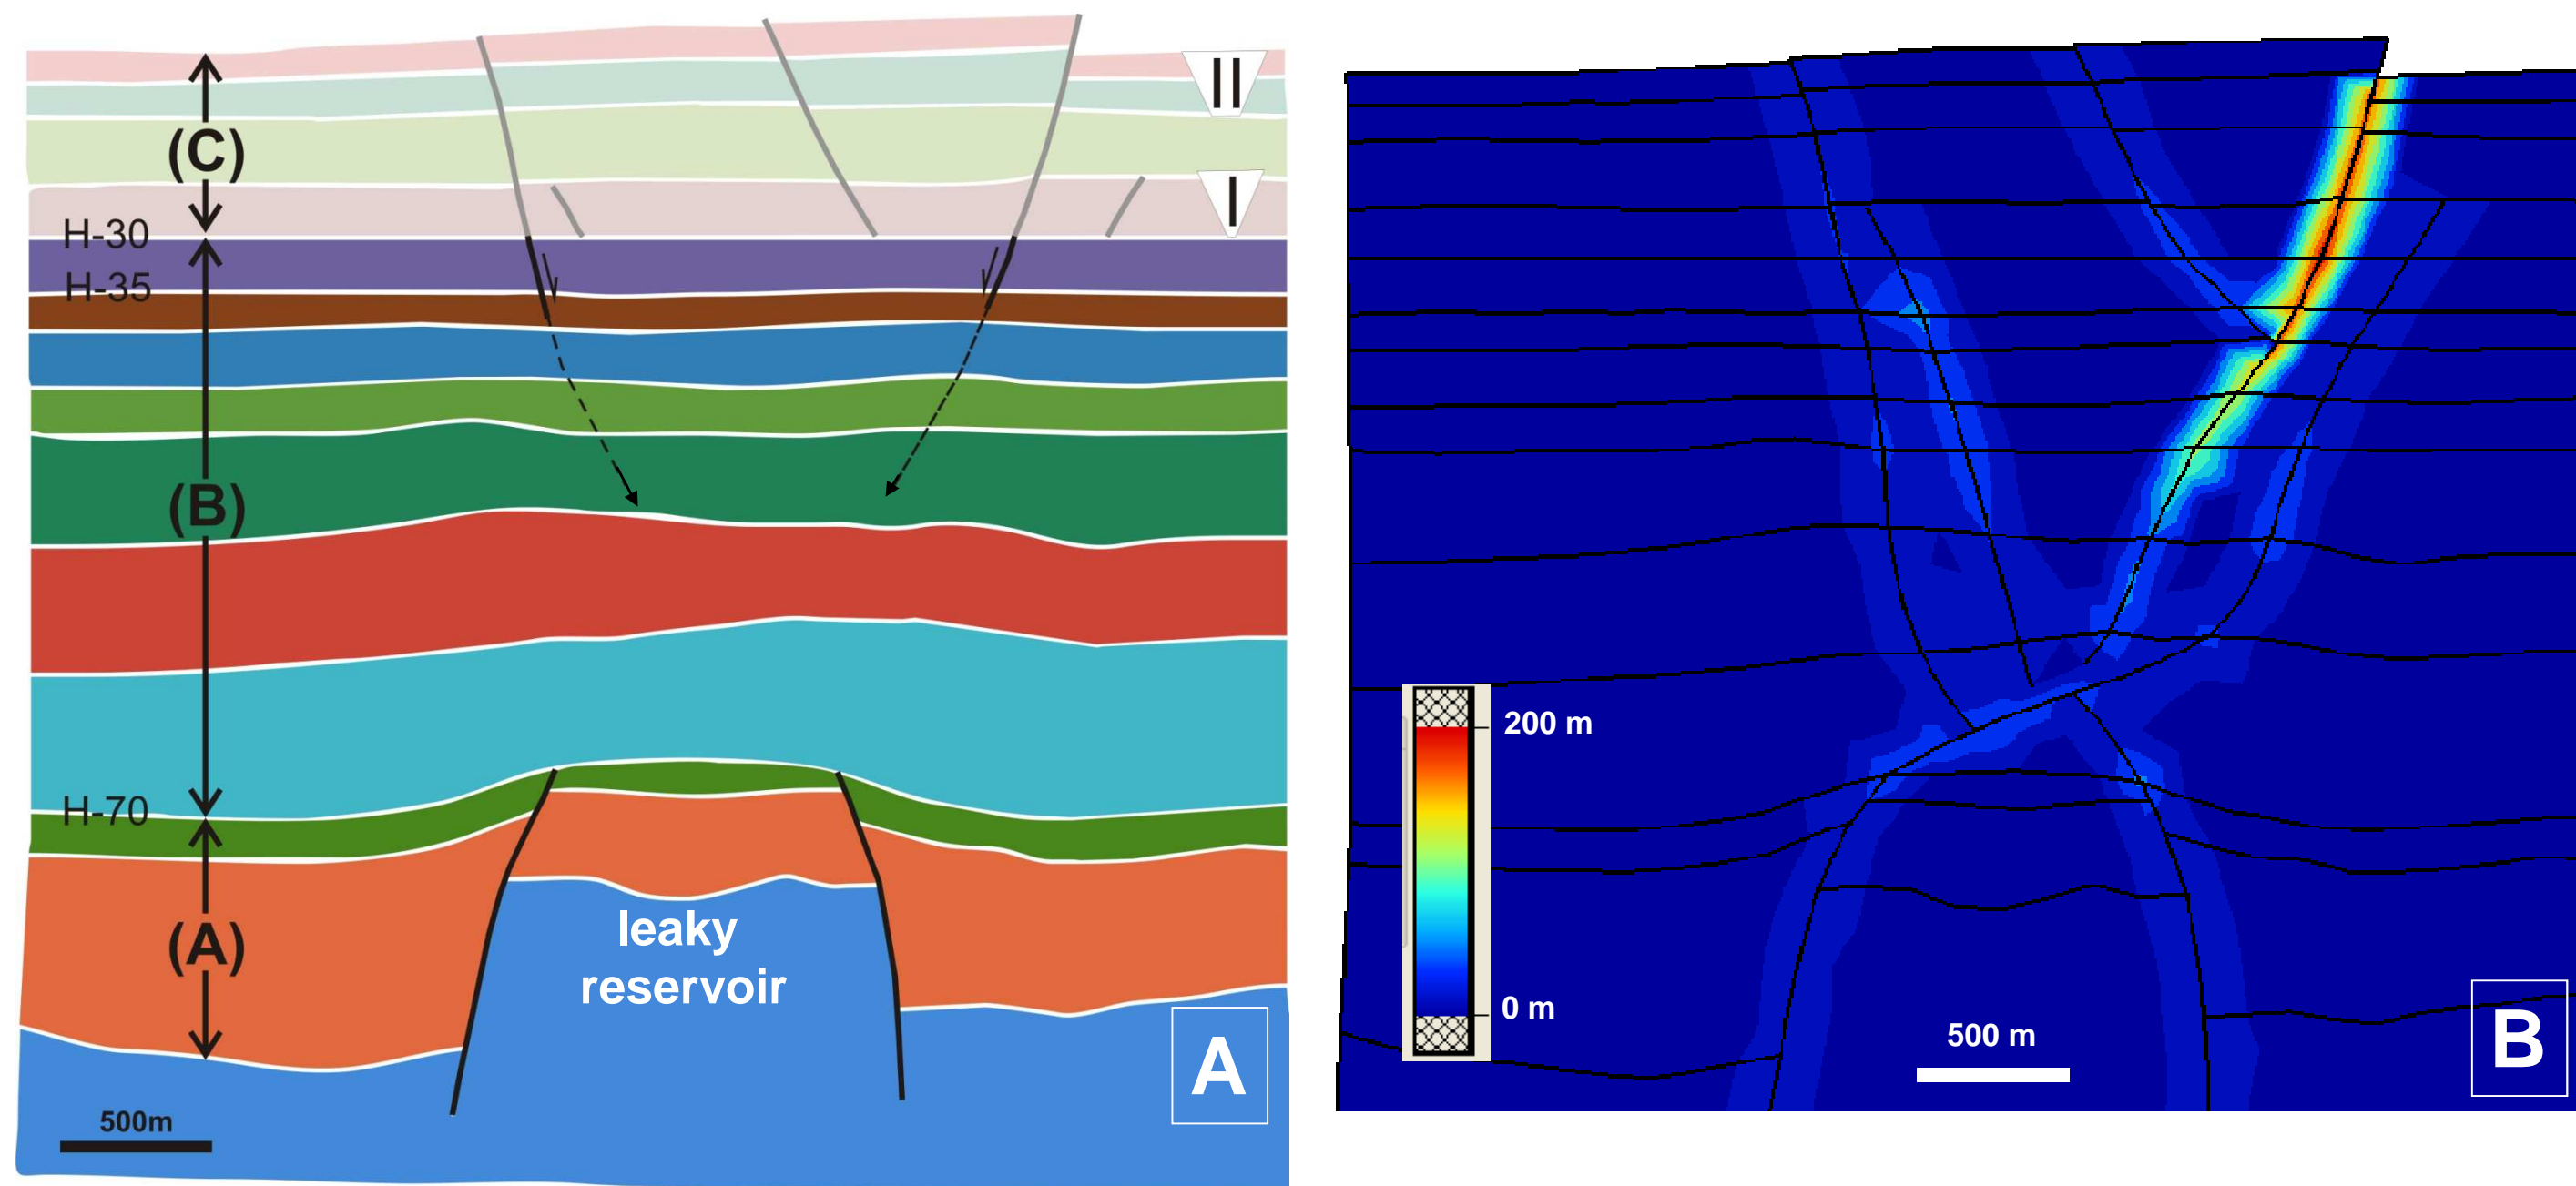 II
(C)
I
H-30
H-35
(B)
H-70
(A)
leaky
reservoir
A
500m
200 m
0 m
500 m
B